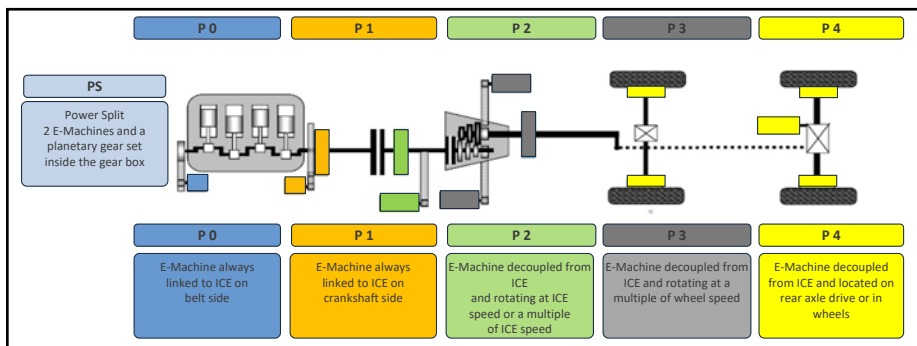 P 0
P 1
P 2
P 3
P 4
PS
Power Split
2 E-Machines and a
planetary gear set
inside the gear box
P 0
P 1
P 2
P 3
P 4
E-Machine always
linked to ICE on
belt side
E-Machine always
linked to ICE on
crankshaft side
E-Machine decoupled from
ICE
and rotating at ICE
speed or a multiple
of ICE speed
E-Machine decoupled from
ICE and rotating at a
multiple of wheel speed
E-Machine decoupled
from ICE and located on
rear axle drive or in
wheels